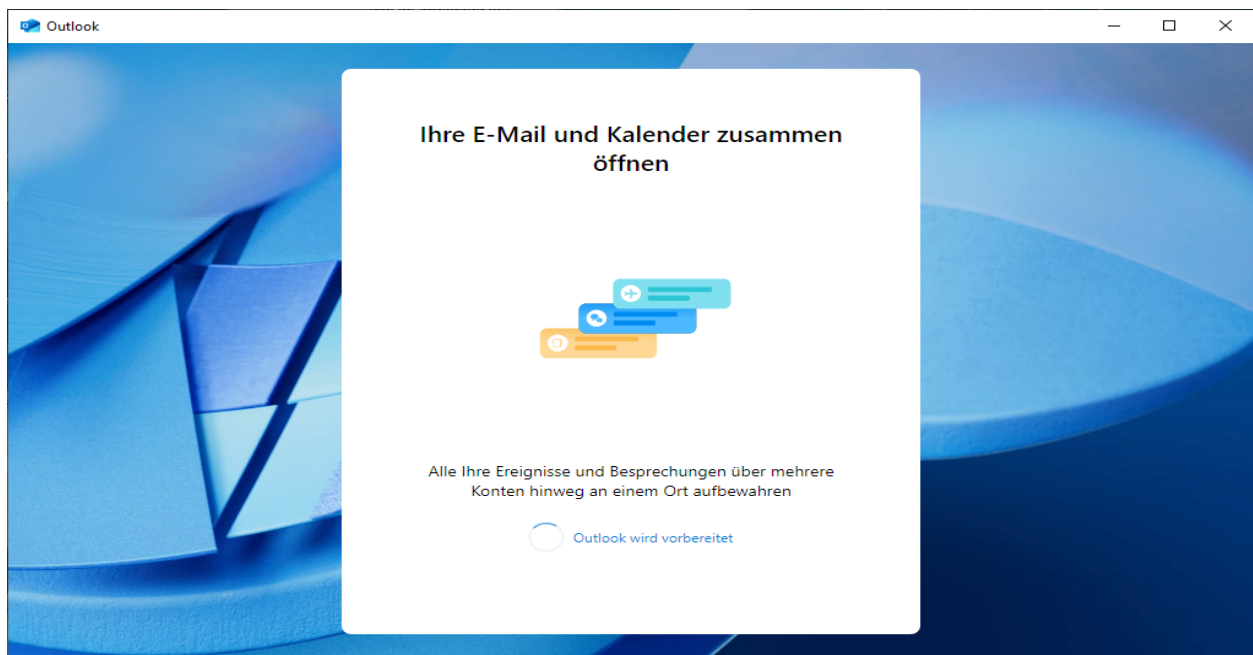 Outlook
Ihre E-Mail und Kalender zusammen
öffnen
Alle Ihre Ereignisse und Besprechungen über mehrere
Konten hinweg an einem Ort aufbewahren
Outlook wird vorbereitet